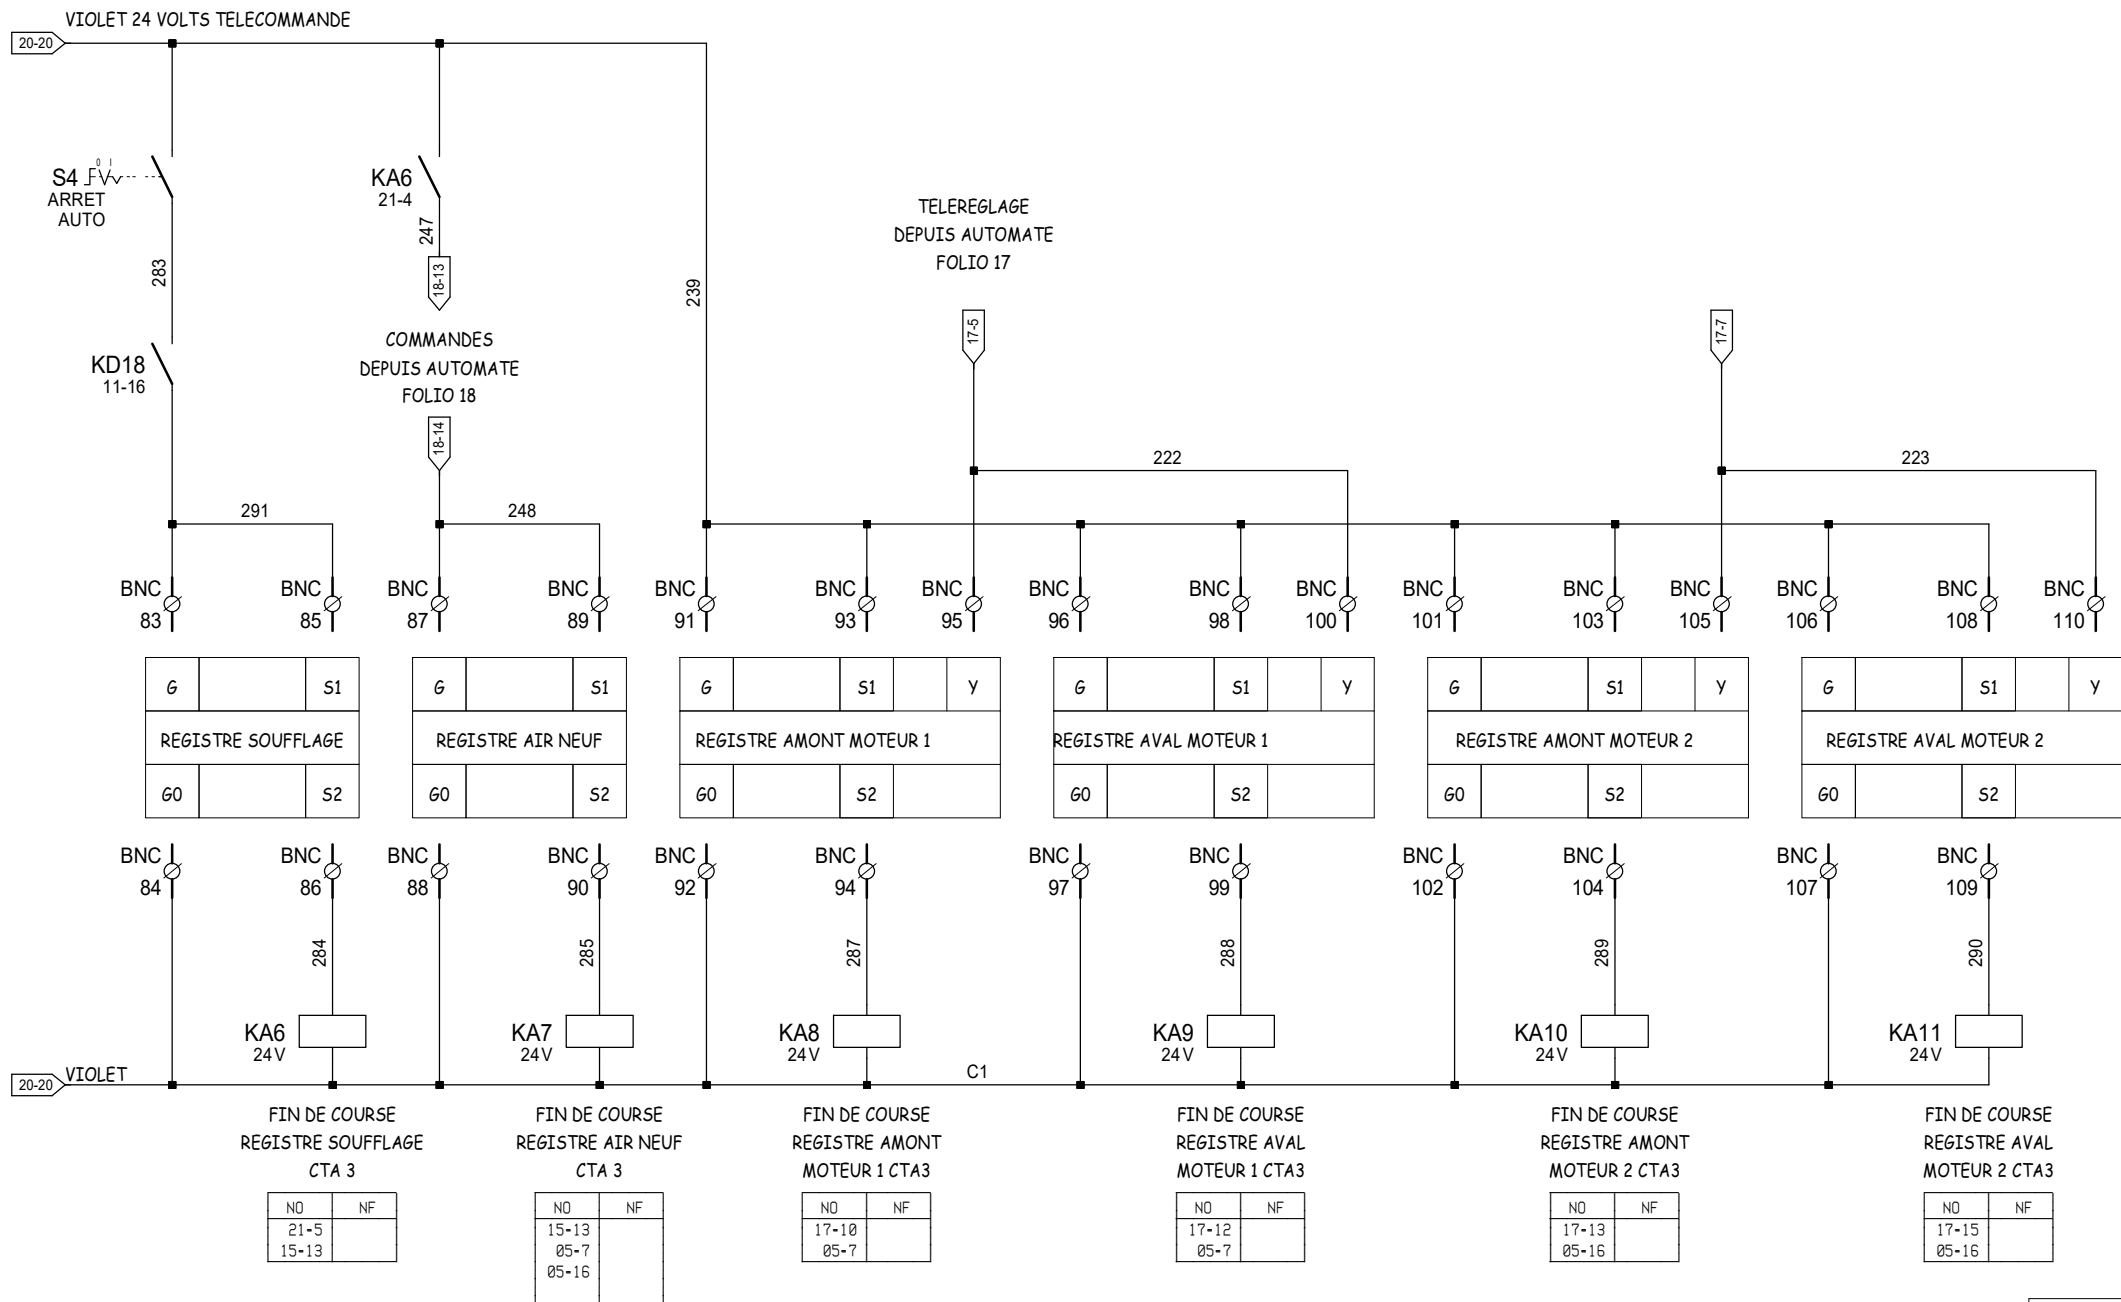 VIOLET 24 VOLTS TELECOMMANDE
20-20
S4
0 I
ARRET
AUTO
KA6
21-4
247
283
18-13
239
TELEREGLAGE
DEPUIS AUTOMATE
FOLIO 17
17-5
17-7
KD18
11-16
COMMANDES
DEPUIS AUTOMATE
FOLIO 18
18-14
291
248
222
223
BNC BNC BNC BNC BNC BNC BNC BNC BNC BNC BNC BNC BNC BNC BNC
83 85 87 89 91 93 95 96 98 100 101 103 105 106 108 110
G S1 G S1 G S1 Y G S1 Y G S1 Y G S1 Y
REGISTRE SOUFFLAGE REGISTRE AIR NEUF REGISTRE AMONT MOTEUR 1 REGISTRE AVAL MOTEUR 1 REGISTRE AMONT MOTEUR 2 REGISTRE AVAL MOTEUR 2
G0 S2 G0 S2 G0 S2 G0 S2 G0 S2 G0 S2
BNC BNC BNC BNC BNC BNC BNC BNC BNC BNC BNC BNC
84 86 88 90 92 94 97 99 102 104 107 109
284 285 287 288 289 290
KA6 KA7 KA8 KA9 KA10 KA11
24V 24V 24V 24V 24V 24V
20-20
VIOLET
C1
FIN DE COURSE
REGISTRE SOUFFLAGE
CTA 3
NO NF
21-5
15-13
FIN DE COURSE
REGISTRE AIR NEUF
CTA 3
NO NF
15-13
05-7
05-16
FIN DE COURSE
REGISTRE AMONT
MOTEUR 1 CTA3
NO NF
17-10
05-7
FIN DE COURSE
REGISTRE AVAL
MOTEUR 1 CTA3
NO NF
17-12
05-7
FIN DE COURSE
REGISTRE AMONT
MOTEUR 2 CTA3
NO NF
17-13
05-16
FIN DE COURSE
REGISTRE AVAL
MOTEUR 2 CTA3
NO NF
17-15
05-16